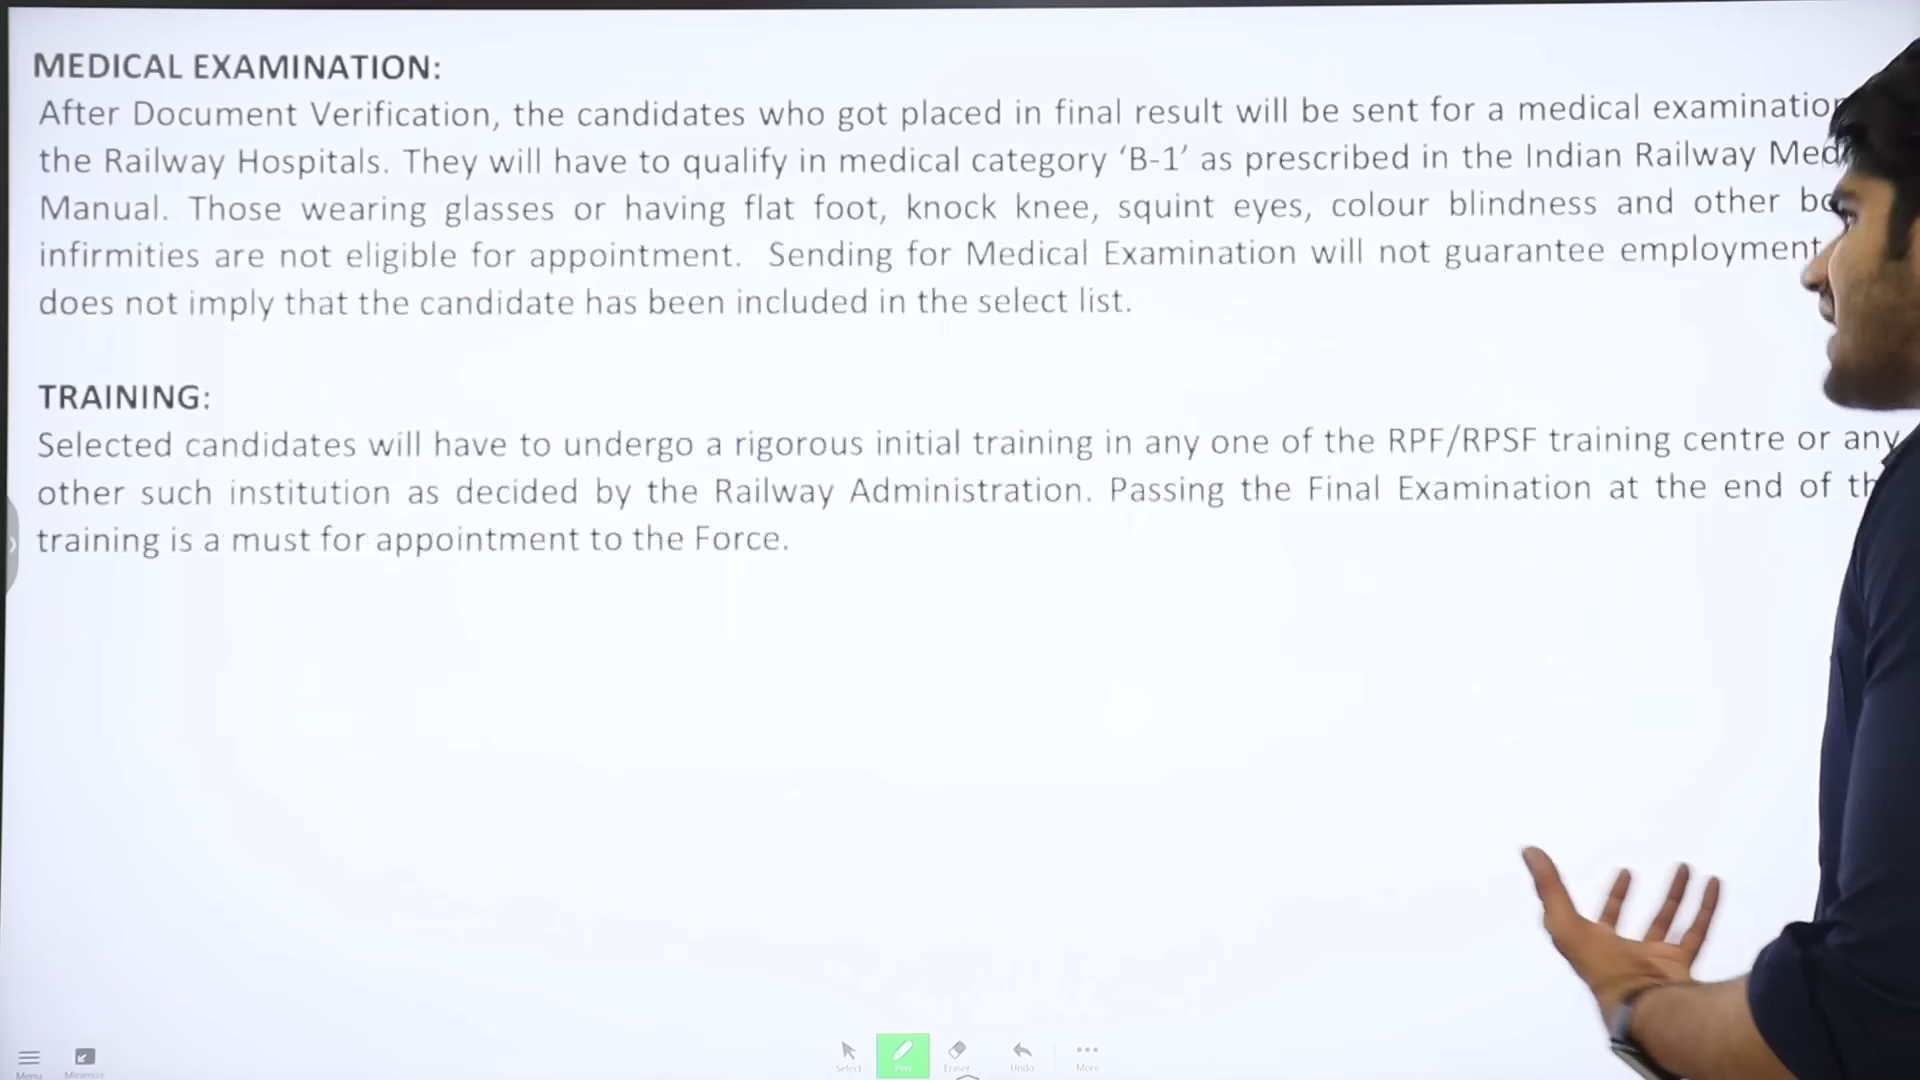 MEDICAL EXAMINATION:
After Document Verification, the candidates who got placed in final result will be sent for a medical examination
the Railway Hospitals. They will have to qualify in medical category ‘B-1’ as prescribed in the Indian Railway
Manual. Those wearing glasses or having flat foot, knock knee, squint eyes, colour blindness and other
infirmities are not eligible for appointment. Sending for Medical Examination will not guarantee employment
does not imply that the candidate has been included in the select list.
TRAINING:
Selected candidates will have to undergo a rigorous initial training in any one of the RPF/RPSF training centre or any
other such institution as decided by the Railway Administration. Passing the Final Examination at the end of
training is a must for appointment to the Force.
Menu Minimize Select Pen Eraser Undo More